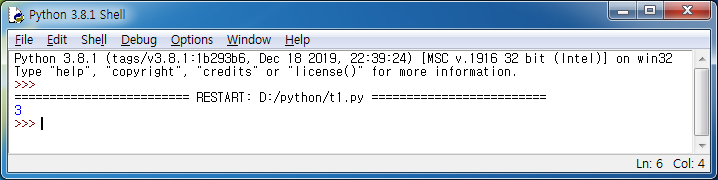 Python 3.8.1 Shell
File Edit Shell Debug Options Window Help
Python 3.8.1 (tags/v3.8.1:1b293b6, Dec 18 2019, 22:39:24) [MSC v.1916 32 bit (Intel)] on win32
Type "help", "copyright", "credits" or "license()" for more information.
>>>
========================= RESTART: D:/python/t1.py =========================
3
>>>
Ln: 6 Col: 4